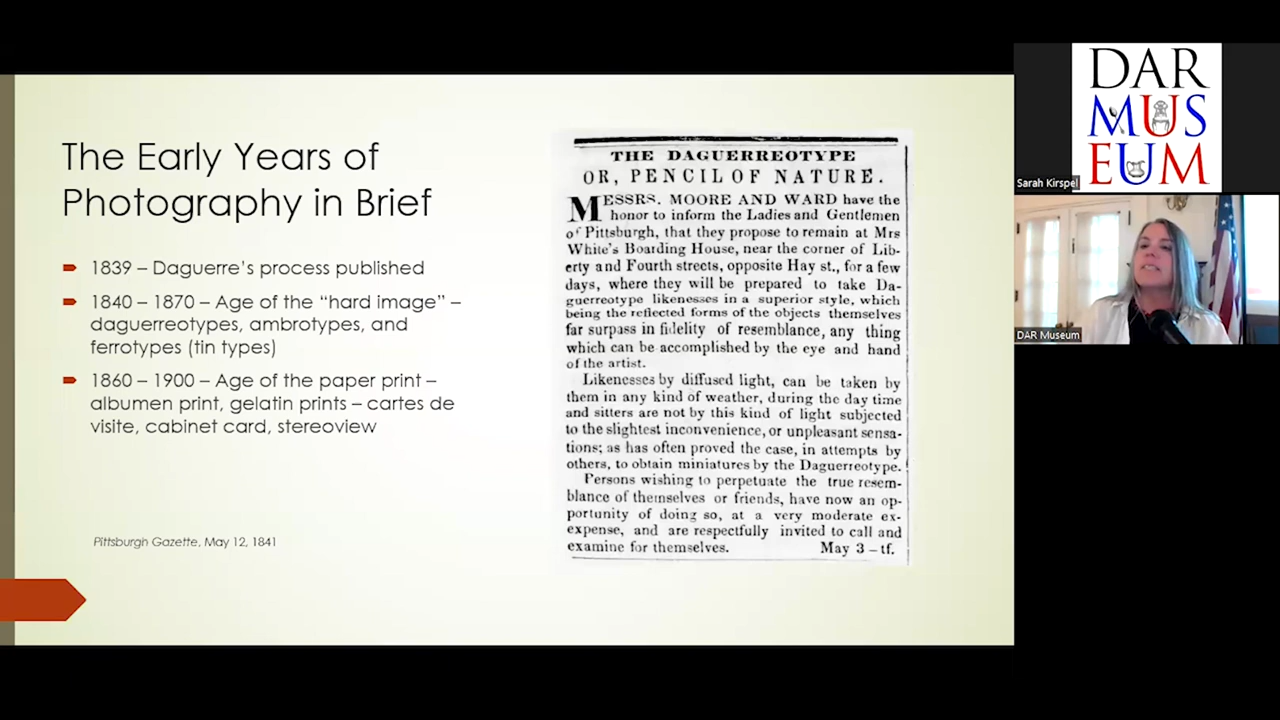 The Early Years of
Photography in Brief
1839 – Daguerre's process published
1840 – 1870 – Age of the “hard image” –
daguerreotypes, ambrotypes, and
ferrotypes (tin types)
1860 – 1900 – Age of the paper print –
albumen print, gelatin prints – cartes de
visite, cabinet card, stereoview
Pittsburgh Gazette, May 12, 1841
THE DAGUERREOTYPE
OR, PENCIL OF NATURE.
MESSRS. MOORE AND WARD have the
honor to inform the Ladies and Gentlemen
of Pittsburgh, that they propose to remain at Mrs
White's Boarding House, near the corner of Lib-
erty and Fourth streets, opposite Hay st., for a few
days, where they will be prepared to take Da-
guerreotype likenesses in a superior style, which
being the reflected forms of the objects themselves
far surpass in fidelity of resemblance, any thing
which can be accomplished by the eye and hand
of the artist.
Likenesses by diffused light, can be taken by
them in any kind of weather, during the day time
and sitters are not by this kind of light subjected
to the slightest inconvenience, or unpleasant sensa-
tions; as has often proved the case, in attempts by
others, to obtain miniatures by the Daguerreotype.
Persons wishing to perpetuate the true resem-
blance of themselves or friends, have now an op-
portunity of doing so, at a very moderate ex-
expense, and are respectfully invited to call and
examine for themselves. May 3 – tf.
DAR
MUS
EUM
Sarah Kirspel
DAR Museum